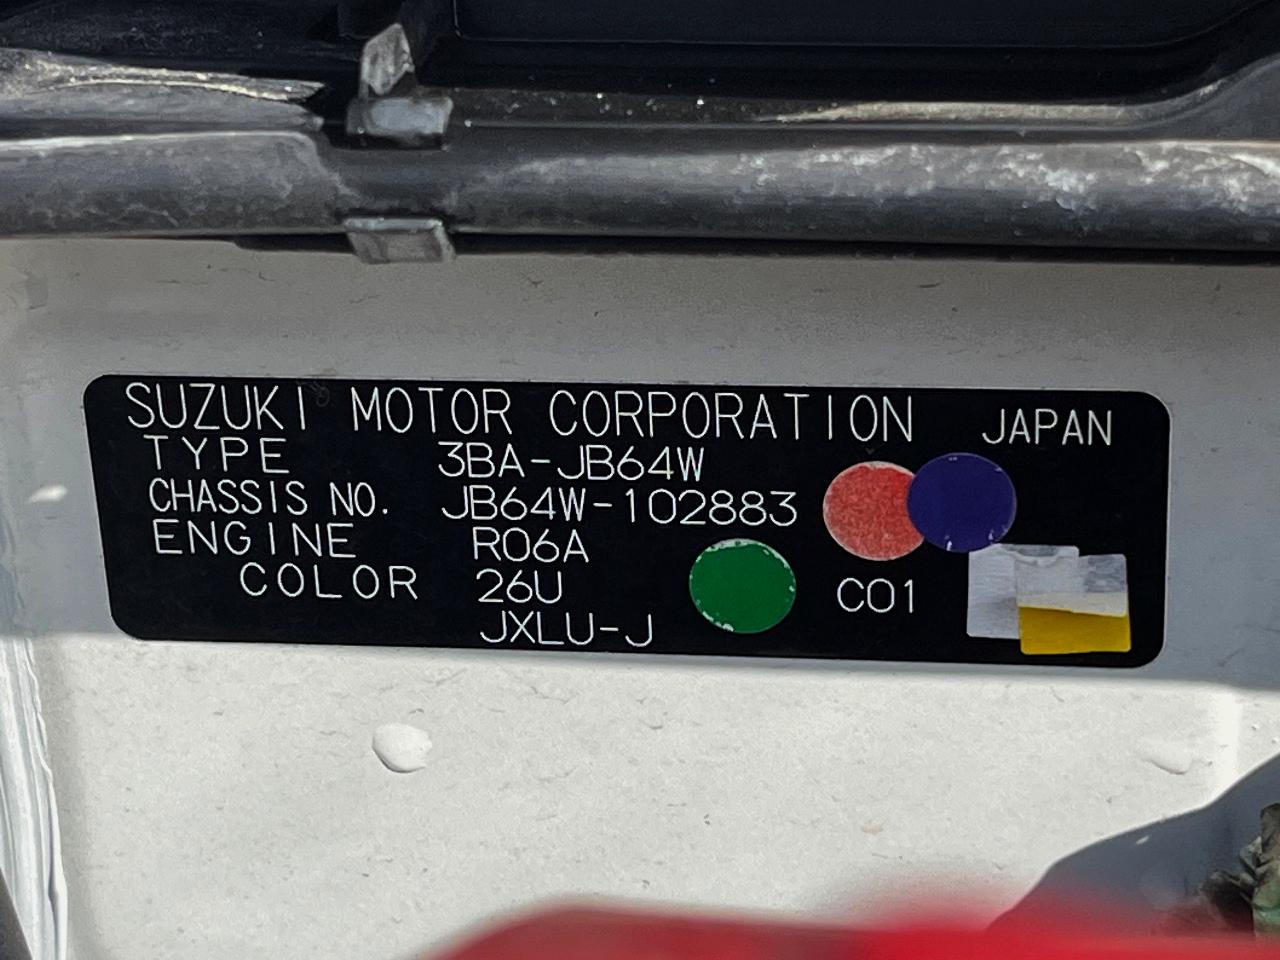 SUZUKI MOTOR CORPORATION JAPAN
TYPE 3BA-JB64W
CHASSIS NO. JB64W-102883
ENGINE R06A
COLOR 26U C01
JXLU-J